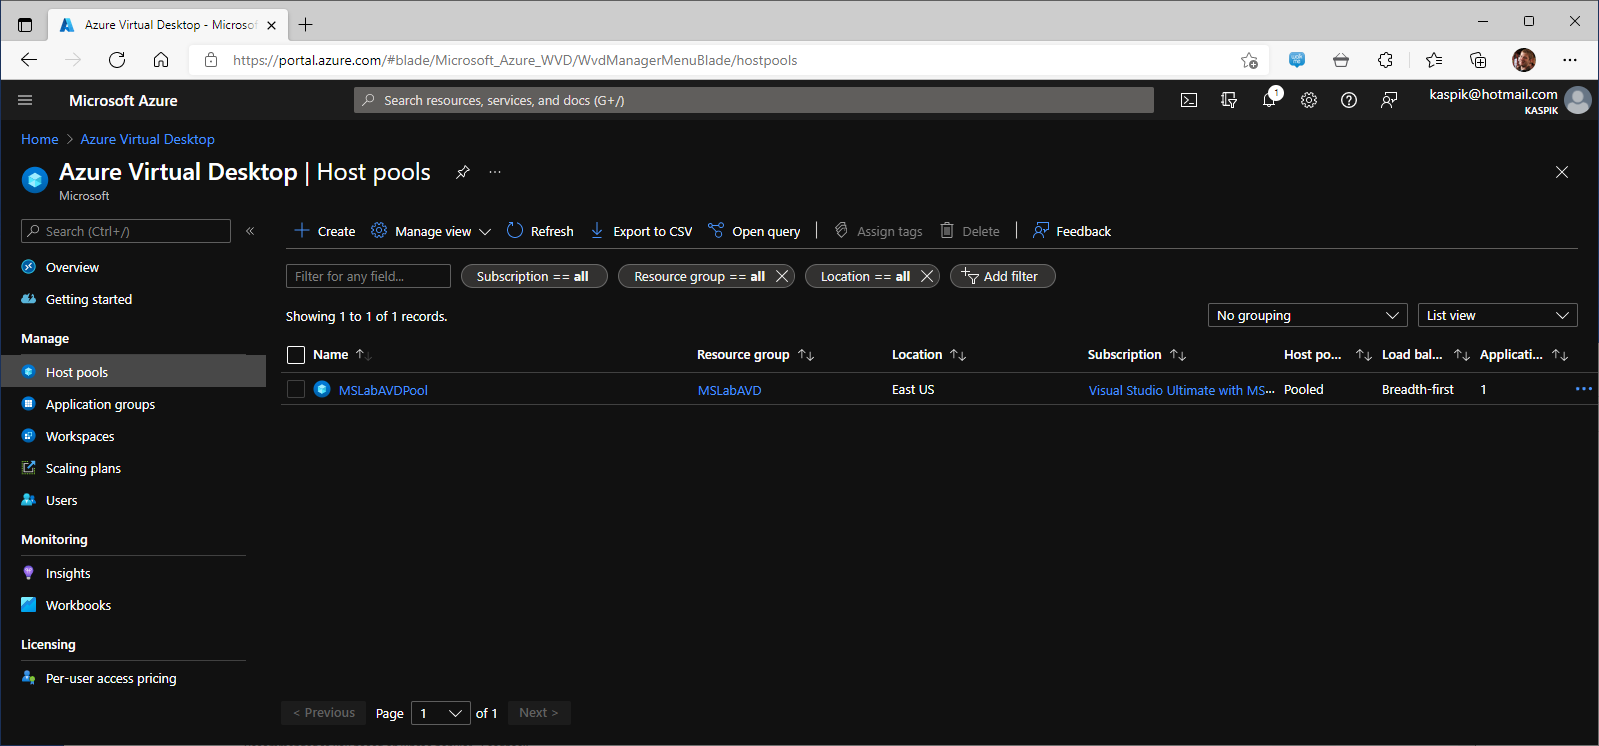 Azure Virtual Desktop - Microsof
https://portal.azure.com/#blade/Microsoft_Azure_WVD/WvdManagerMenuBlade/hostpools
Microsoft Azure
Search resources, services, and docs (G+/)
1
kaspik@hotmail.com
KASPIK
Home > Azure Virtual Desktop
Azure Virtual Desktop | Host pools
...
Microsoft
Search (Ctrl+/)
«
Create Manage view Refresh Export to CSV Open query Assign tags Delete Feedback
Overview
Getting started
Manage
Host pools
Application groups
Workspaces
Scaling plans
Users
Monitoring
Insights
Workbooks
Licensing
Per-user access pricing
Filter for any field...
Subscription == all
Resource group == all
Location == all
Add filter
Showing 1 to 1 of 1 records.
No grouping
List view
Name Resource group Location Subscription Host po... Load bal... Applicati...
MSLabAVDPool MSLabAVD East US Visual Studio Ultimate with MS... Pooled Breadth-first 1 ...
< Previous Page 1 of 1 Next >